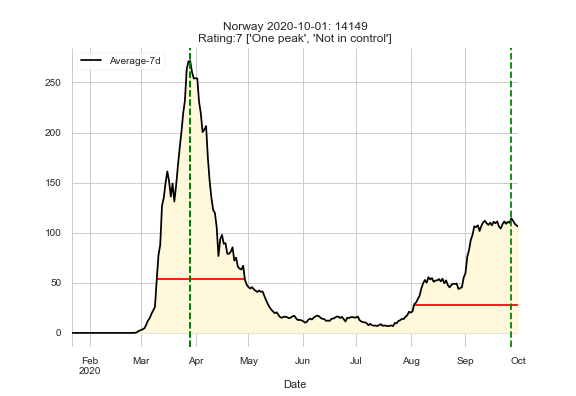 Norway 2020-10-01: 14149
Rating:7 ['One peak', 'Not in control']
Average-7d
250
200
150
100
50
0
Feb
2020
Mar
Apr
May
Jun
Jul
Aug
Sep
Oct
Date